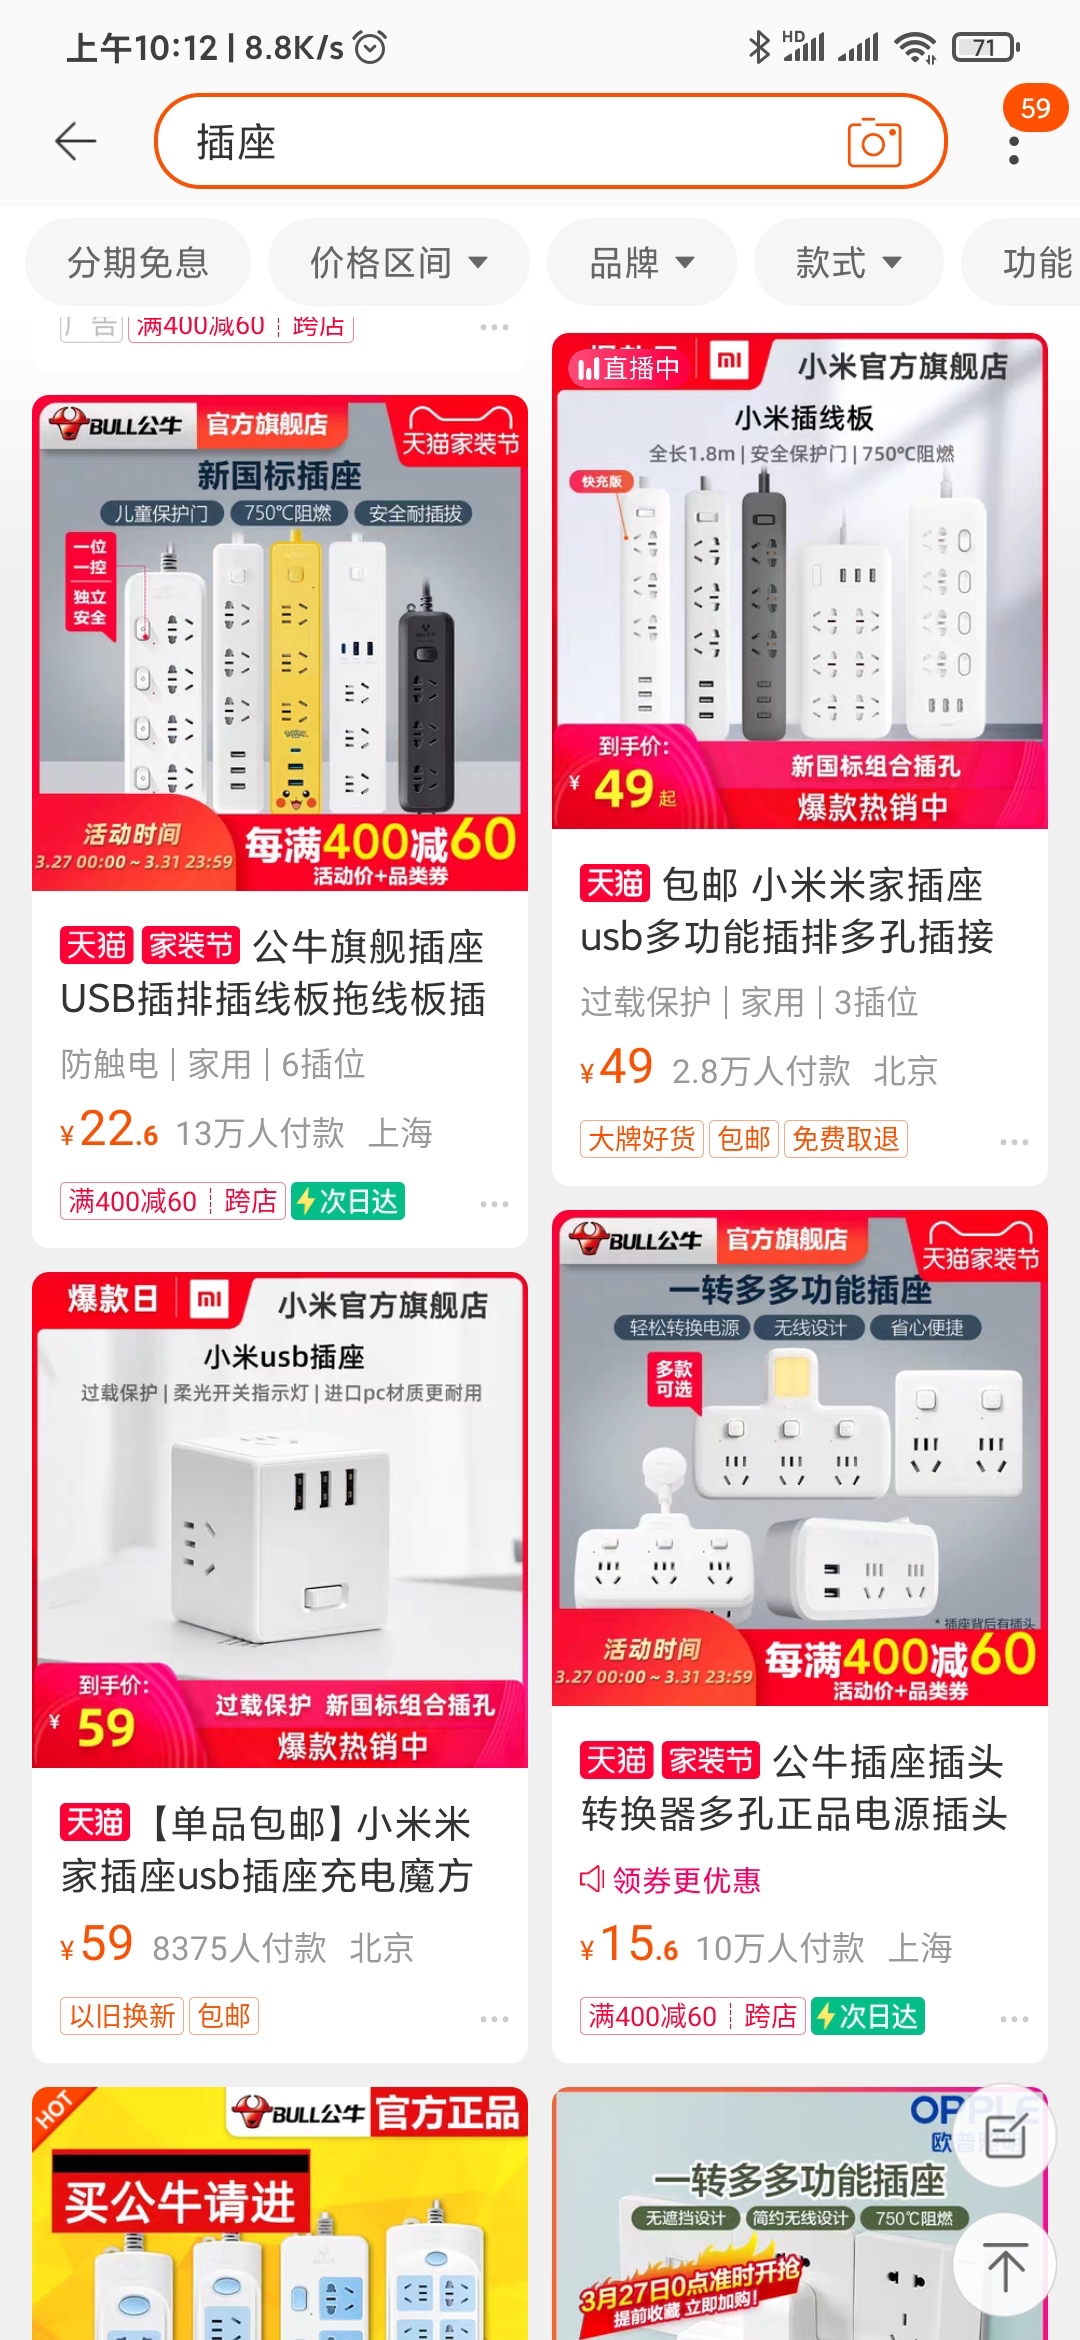 上午10:12 | 8.8K/s
HD
71
59
插座
分期免息
价格区间
品牌
款式
功能
广告
满400减60 跨店
BULL公牛
官方旗舰店
天猫家装节
新国标插座
儿童保护门
750℃阻燃
安全耐插拔
一位
一控
独立
安全
活动时间
3.27 00:00 ~ 3.31 23:59
每满400减60
活动价+品类券
天猫 家装节 公牛旗舰插座
USB插排插线板拖线板插
防触电 | 家用 | 6插位
¥22.6 13万人付款 上海
满400减60 跨店 次日达
直播中
小米官方旗舰店
小米插线板
全长1.8m | 安全保护门 | 750℃阻燃
快充版
到手价:
¥ 49 起
新国标组合插孔
爆款热销中
天猫 包邮 小米米家插座
usb多功能插排多孔插接
过载保护 | 家用 | 3插位
¥49 2.8万人付款 北京
大牌好货 包邮 免费取退
爆款日
小米官方旗舰店
小米usb插座
过载保护 | 柔光开关指示灯 | 进口pc材质更耐用
到手价:
¥ 59
过载保护 新国标组合插孔
爆款热销中
天猫 【单品包邮】小米米
家插座usb插座充电魔方
¥59 8375人付款 北京
以旧换新 包邮
BULL公牛
官方旗舰店
天猫家装节
一转多多功能插座
轻松转换电源
无线设计
省心便捷
多款
可选
* 插座背后有插头
活动时间
3.27 00:00 ~ 3.31 23:59
每满400减60
活动价+品类券
天猫 家装节 公牛插座插头
转换器多孔正品电源插头
领券更优惠
¥15.6 10万人付款 上海
满400减60 跨店 次日达
HOT
BULL公牛
官方正品
买公牛请进
OPPLE
欧普照明
一转多多功能插座
无遮挡设计
简约无线设计
750℃阻燃
3月27日0点准时开抢
提前收藏 立即加购!